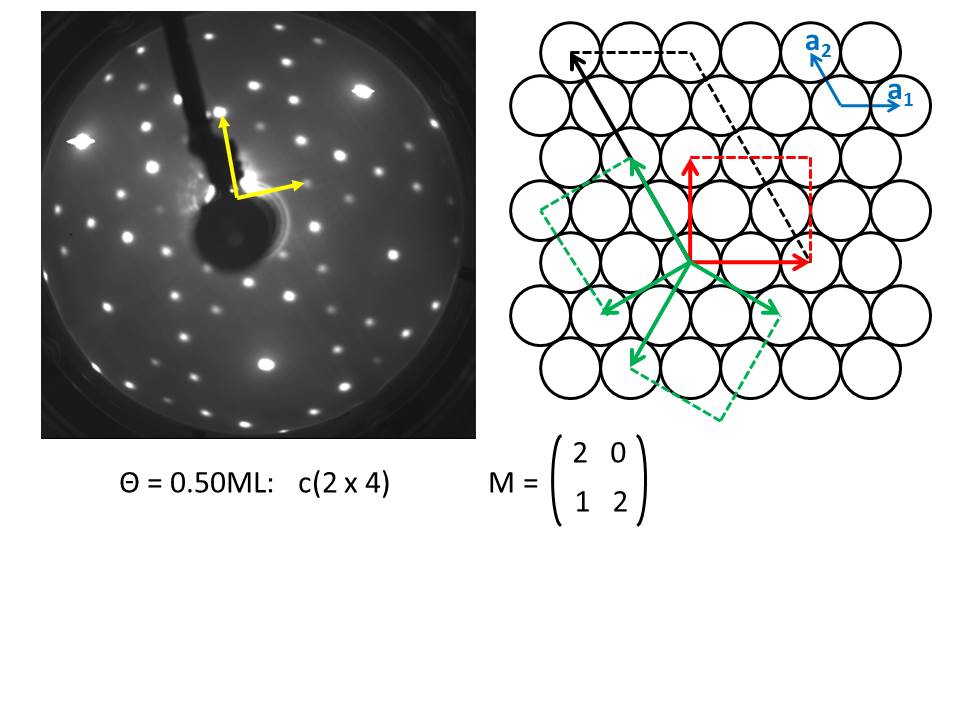 a₂
a₁
Θ = 0.50ML: c(2 x 4)
M =
2 0
1 2